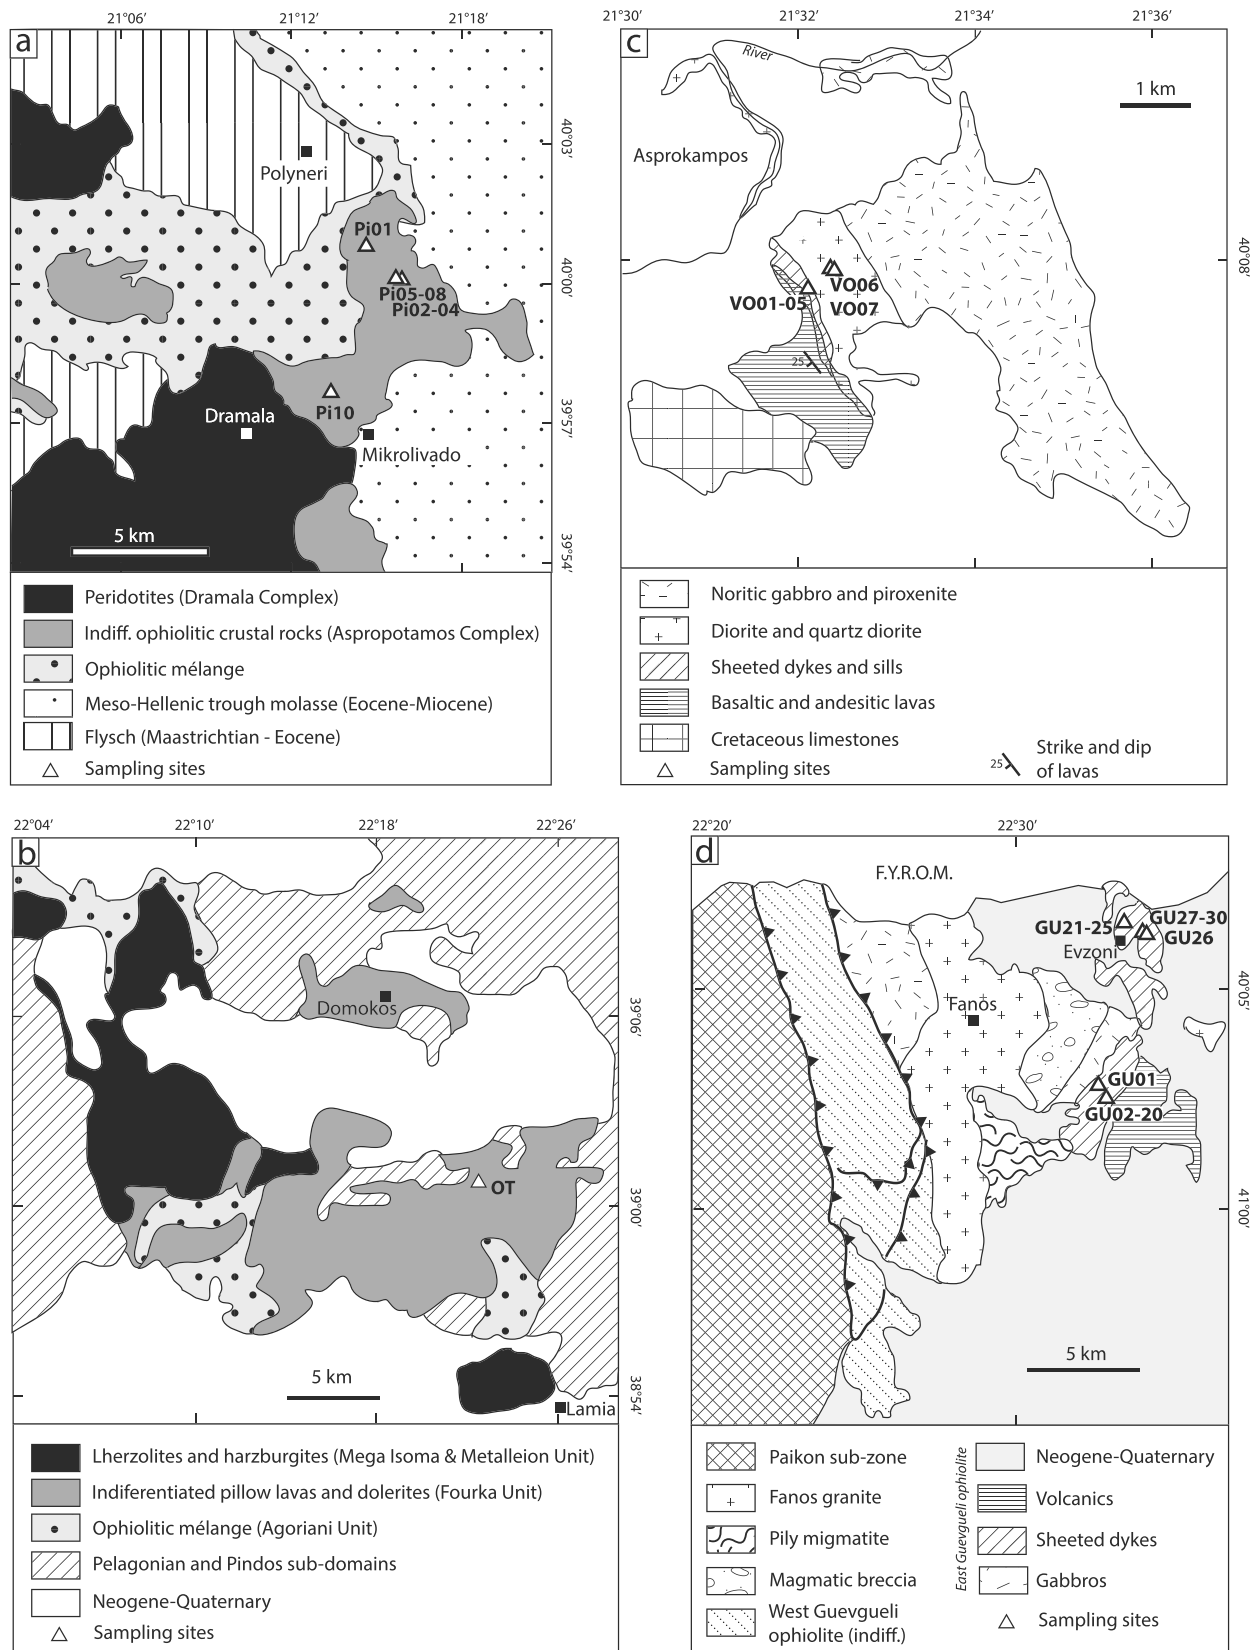 21°06′ 21°12′ 21°18′
a
40°03′
Polyneri
Pi01
40°00′
Pi05-08
Pi02-04
39°57′
Dramala
Pi10
Mikrolivado
5 km
39°54′
Peridotites (Dramala Complex)
Indiff. ophiolitic crustal rocks (Aspropotamos Complex)
Ophiolitic mélange
Meso-Hellenic trough molasse (Eocene-Miocene)
Flysch (Maastrichtian - Eocene)
Sampling sites
21°30′ 21°32′ 21°34′ 21°36′
c
River
1 km
Asprokampos
40°08′
VO06
VO01-05 VO07
25
Noritic gabbro and piroxenite
Diorite and quartz diorite
Sheeted dykes and sills
Basaltic and andesitic lavas
Cretaceous limestones
Sampling sites
25 Strike and dip
of lavas
22°04′ 22°10′ 22°18′ 22°26′
b
Domokos
39°06′
OT
39°00′
5 km
38°54′
Lamia
Lherzolites and harzburgites (Mega Isoma & Metalleion Unit)
Indiferentiated pillow lavas and dolerites (Fourka Unit)
Ophiolitic mélange (Agoriani Unit)
Pelagonian and Pindos sub-domains
Neogene-Quaternary
Sampling sites
22°20′ 22°30′
d
F.Y.R.O.M.
GU27-30
GU21-25
GU26
Evzoni
40°05′
Fanos
GU01
GU02-20
41°00′
5 km
Paikon sub-zone
Fanos granite
Pily migmatite
Magmatic breccia
West Guevgueli
ophiolite (indiff.)
East Guevgueli ophiolite
Neogene-Quaternary
Volcanics
Sheeted dykes
Gabbros
Sampling sites